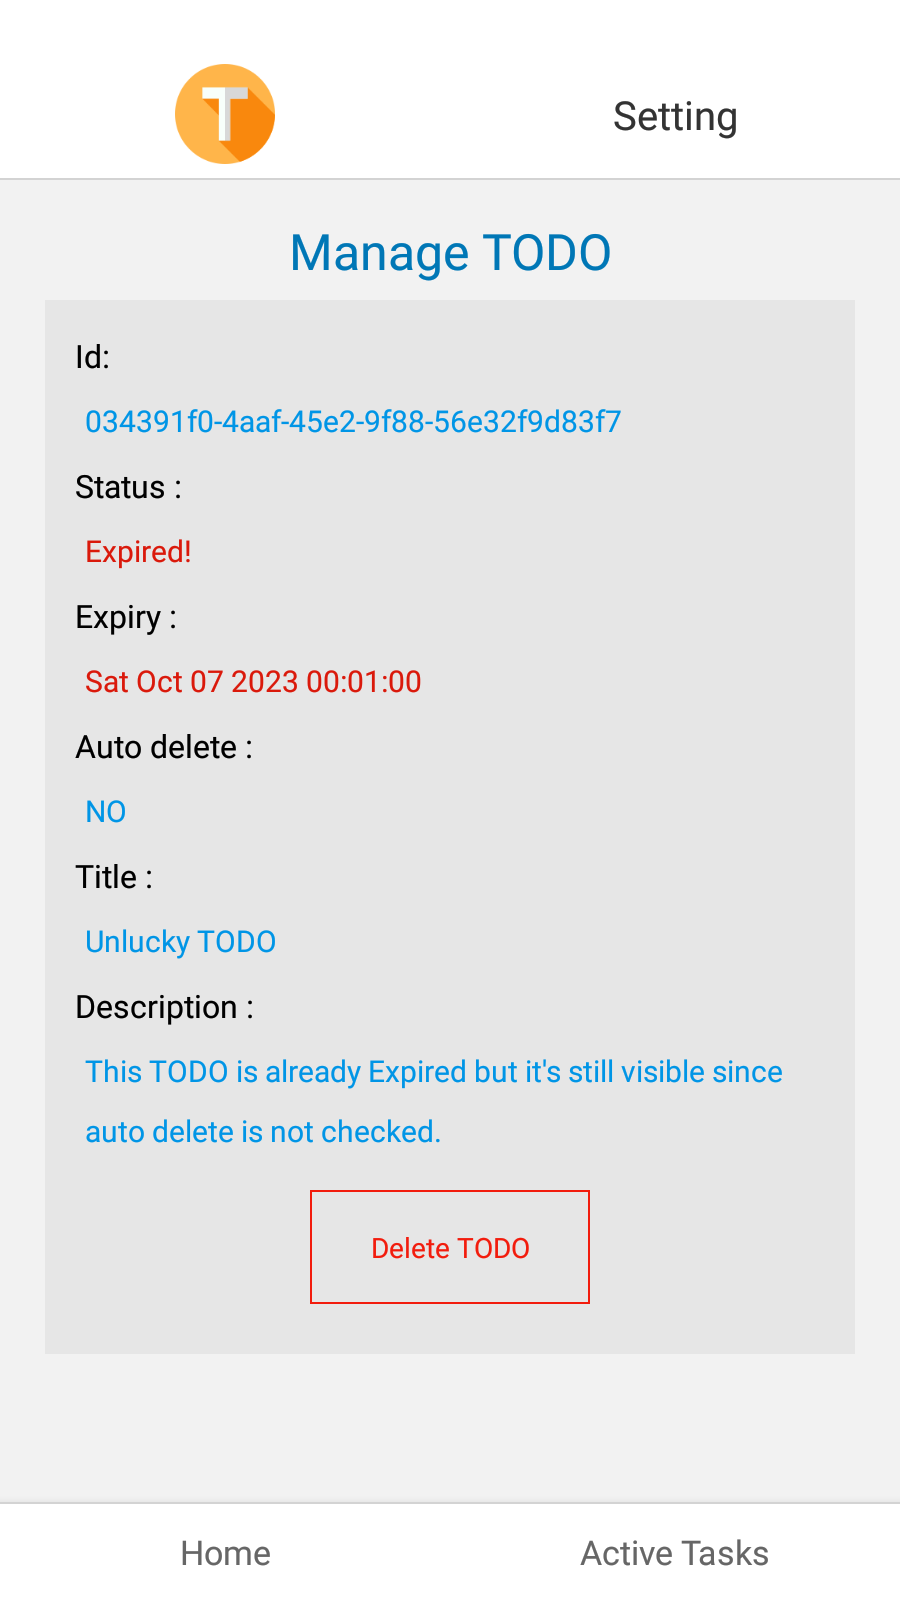 T
Setting
Manage TODO
Id:
034391f0-4aaf-45e2-9f88-56e32f9d83f7
Status :
Expired!
Expiry :
Sat Oct 07 2023 00:01:00
Auto delete :
NO
Title :
Unlucky TODO
Description :
This TODO is already Expired but it's still visible since
auto delete is not checked.
Delete TODO
Home
Active Tasks